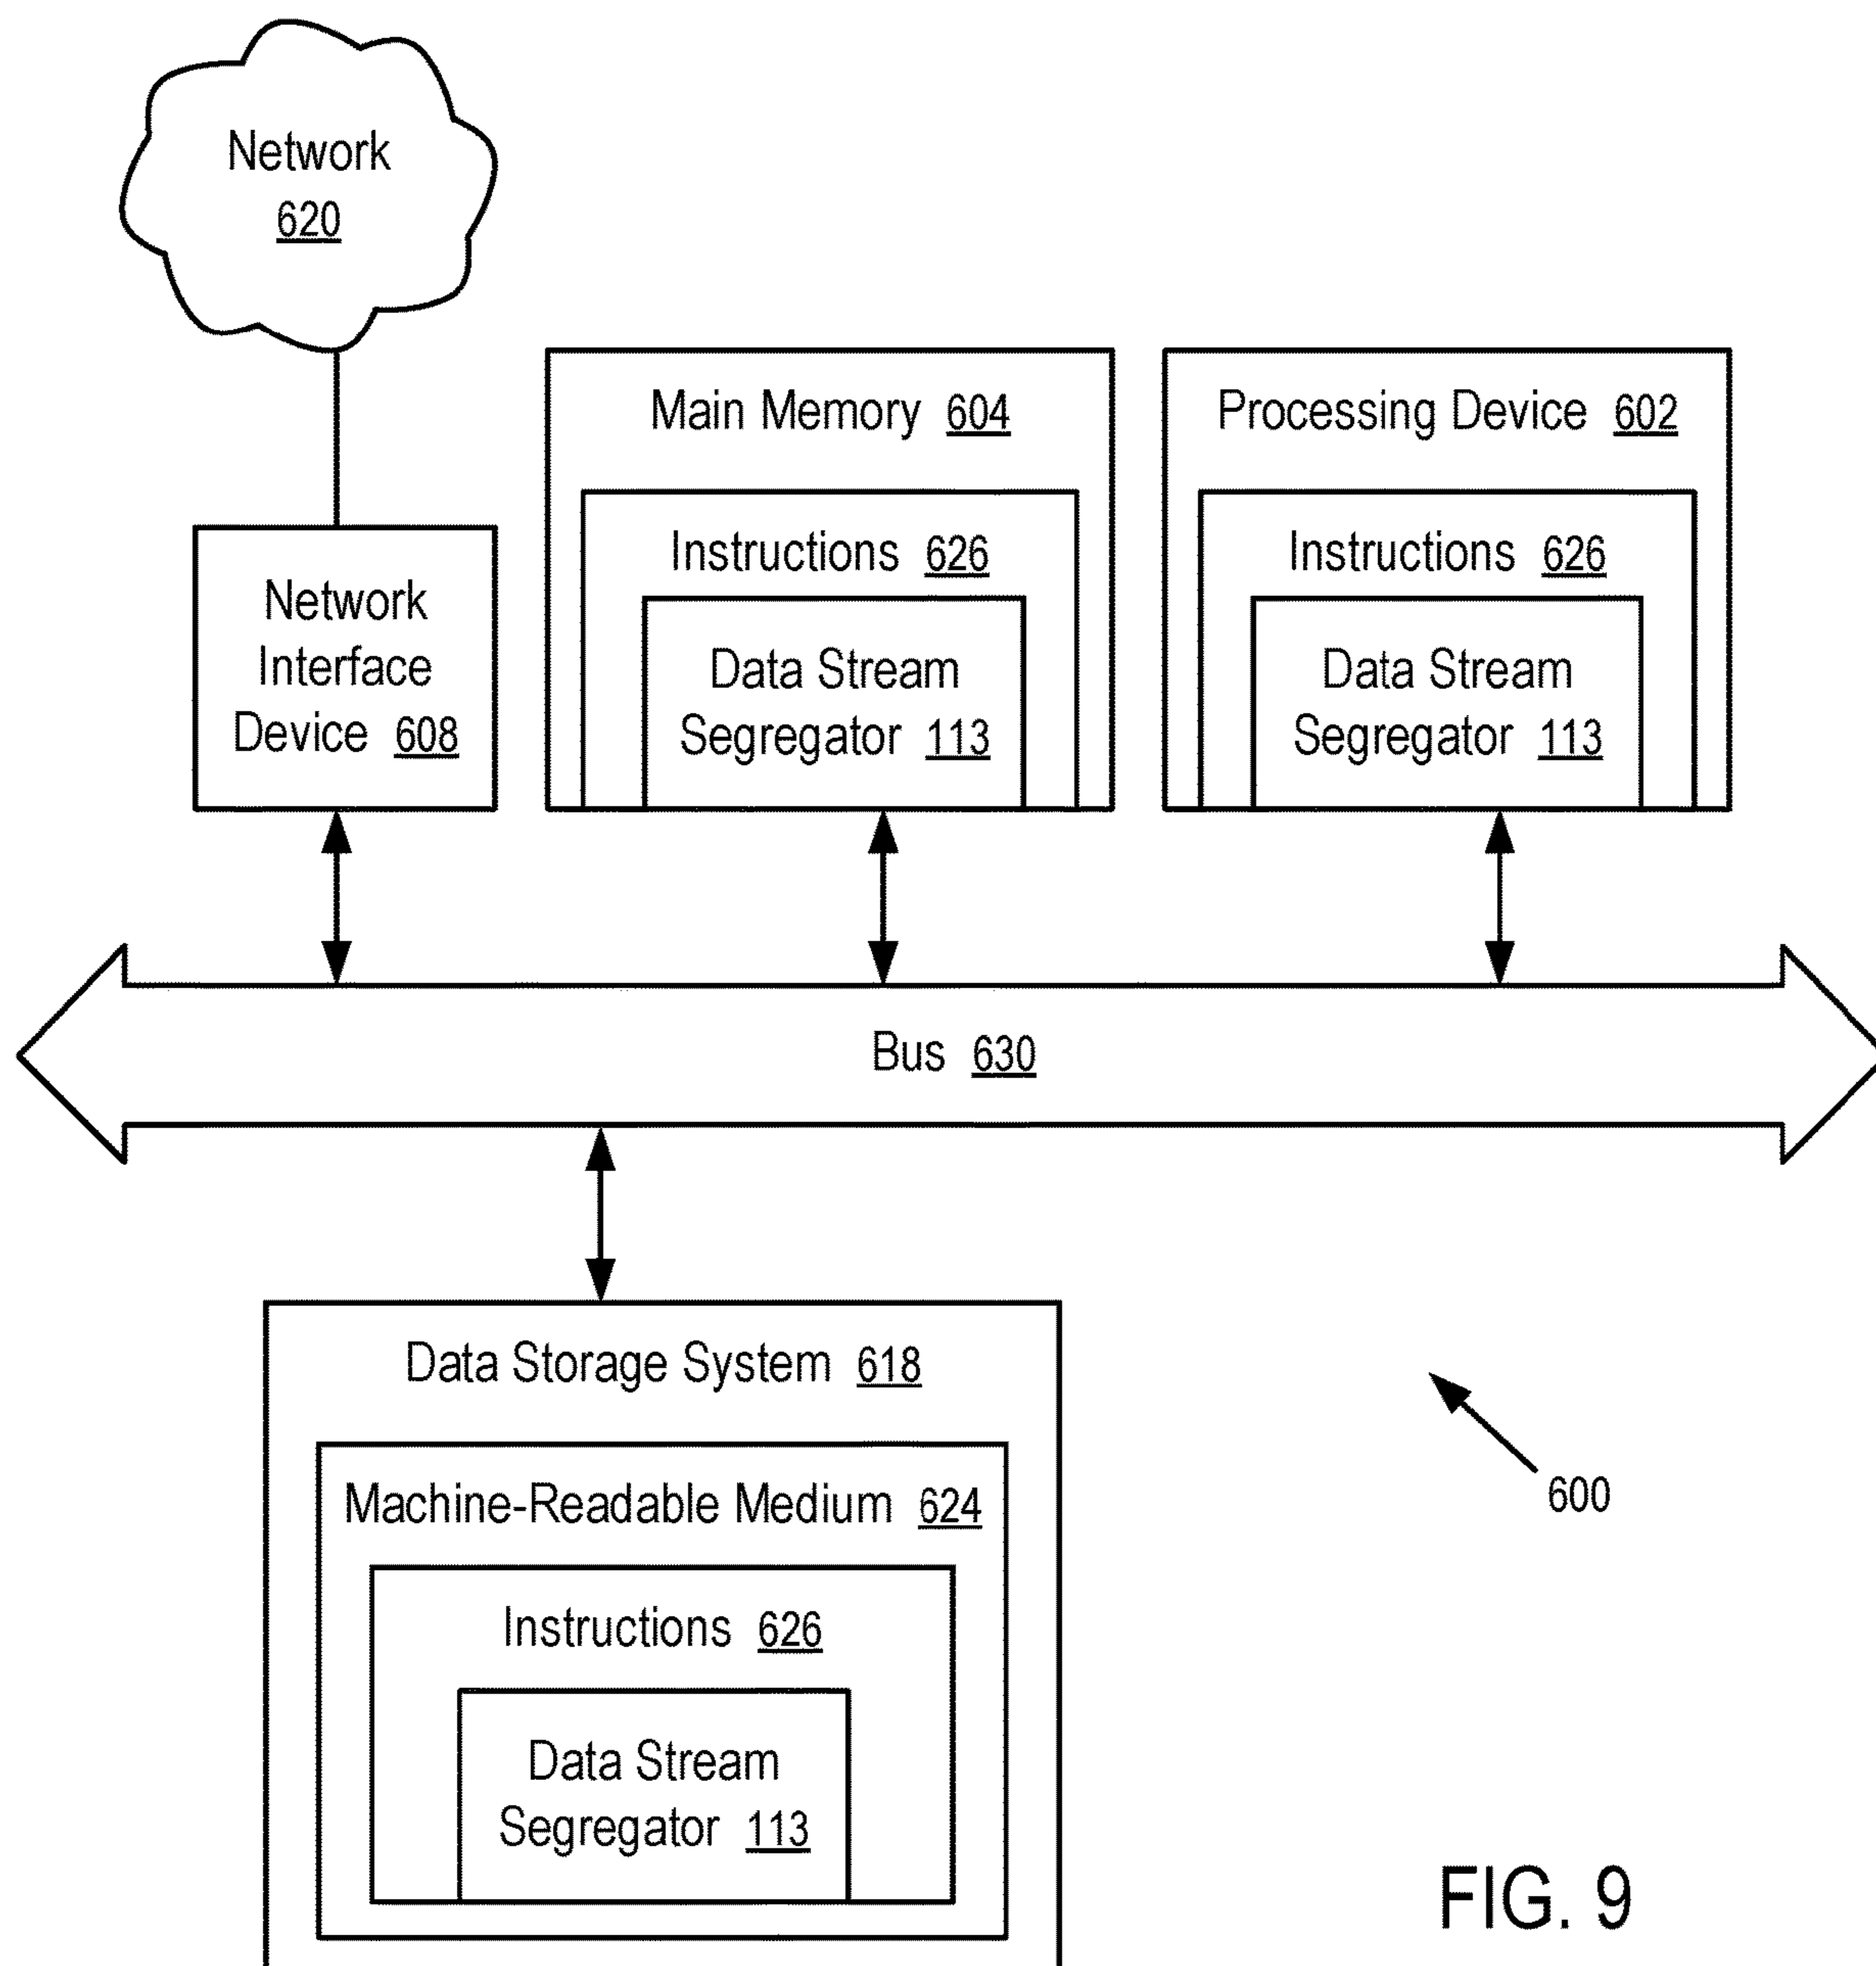 Network
620
Main Memory 604
Processing Device 602
Instructions 626
Instructions 626
Network
Interface
Device 608
Data Stream
Segregator 113
Data Stream
Segregator 113
Bus 630
Data Storage System 618
Machine-Readable Medium 624
Instructions 626
Data Stream
Segregator 113
600
FIG. 9